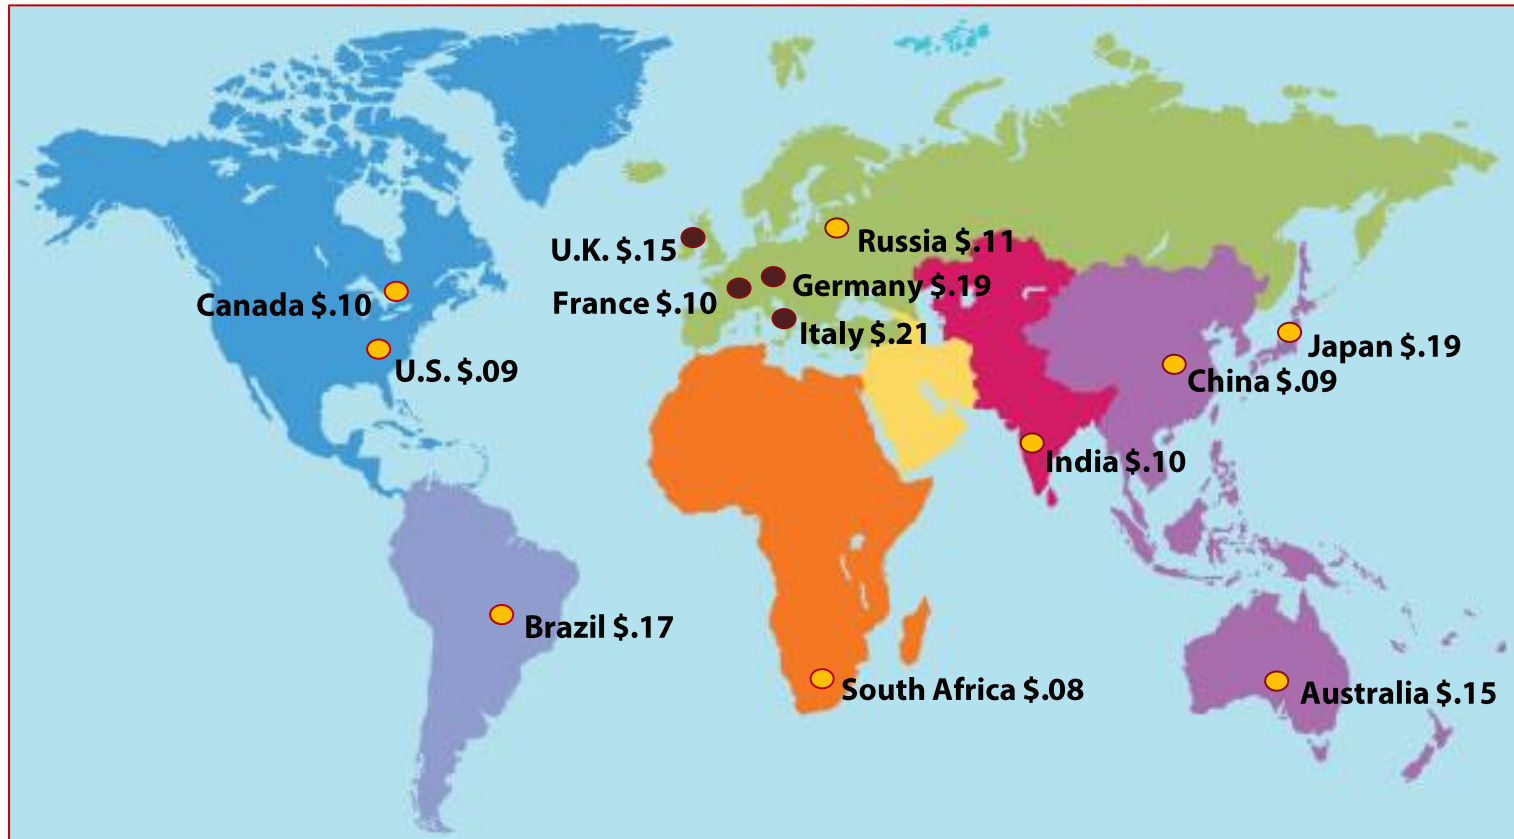 U.K. $.15
Russia $.11
Germany $.19
France $.10
Canada $.10
Italy $.21
Japan $.19
U.S. $.09
China $.09
India $.10
Brazil $.17
South Africa $.08
Australia $.15